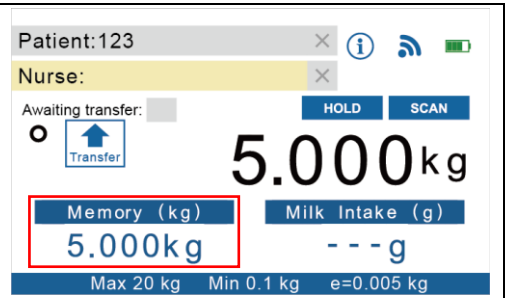 Patient:123 ×
Nurse: ×
Awaiting transfer:
HOLD SCAN
Transfer
5.000kg
Memory (kg) Milk Intake (g)
5.000kg ---g
Max 20 kg Min 0.1 kg e=0.005 kg